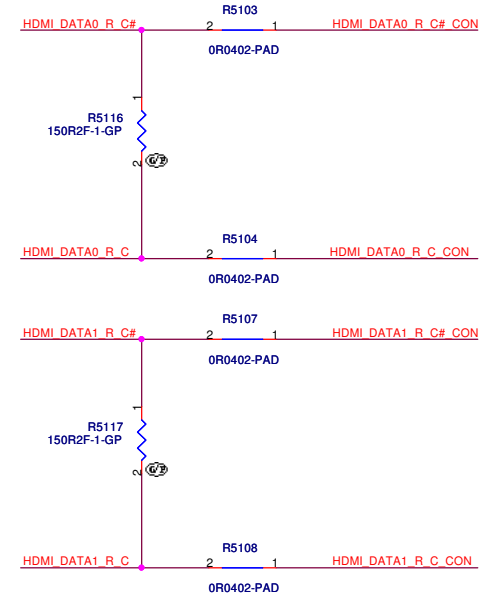 R5103
HDMI_DATA0_R_C# 2 1 HDMI_DATA0_R_C#_CON
0R0402-PAD
1
R5116
150R2F-1-GP
2 G/P
R5104
HDMI_DATA0_R_C 2 1 HDMI_DATA0_R_C_CON
0R0402-PAD
R5107
HDMI_DATA1_R_C# 2 1 HDMI_DATA1_R_C#_CON
0R0402-PAD
1
R5117
150R2F-1-GP
2 G/P
R5108
HDMI_DATA1_R_C 2 1 HDMI_DATA1_R_C_CON
0R0402-PAD